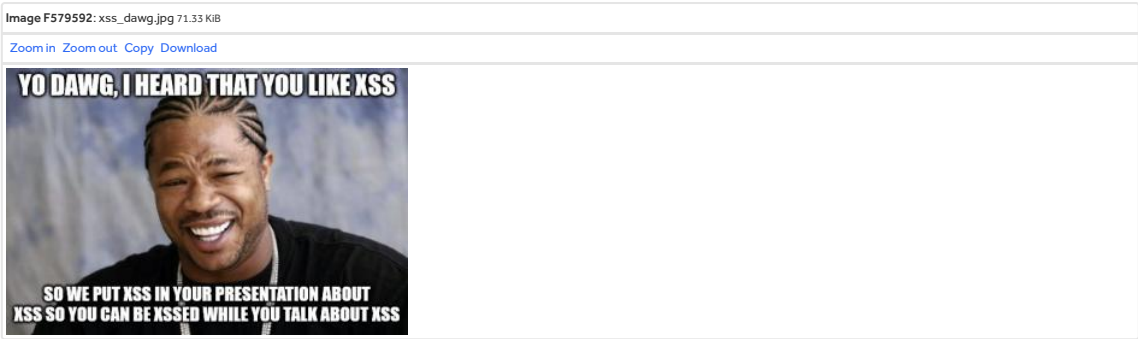 Image F579592: xss_dawg.jpg 71.33 KiB
Zoom in Zoom out Copy Download
YO DAWG, I HEARD THAT YOU LIKE XSS
SO WE PUT XSS IN YOUR PRESENTATION ABOUT
XSS SO YOU CAN BE XSSED WHILE YOU TALK ABOUT XSS